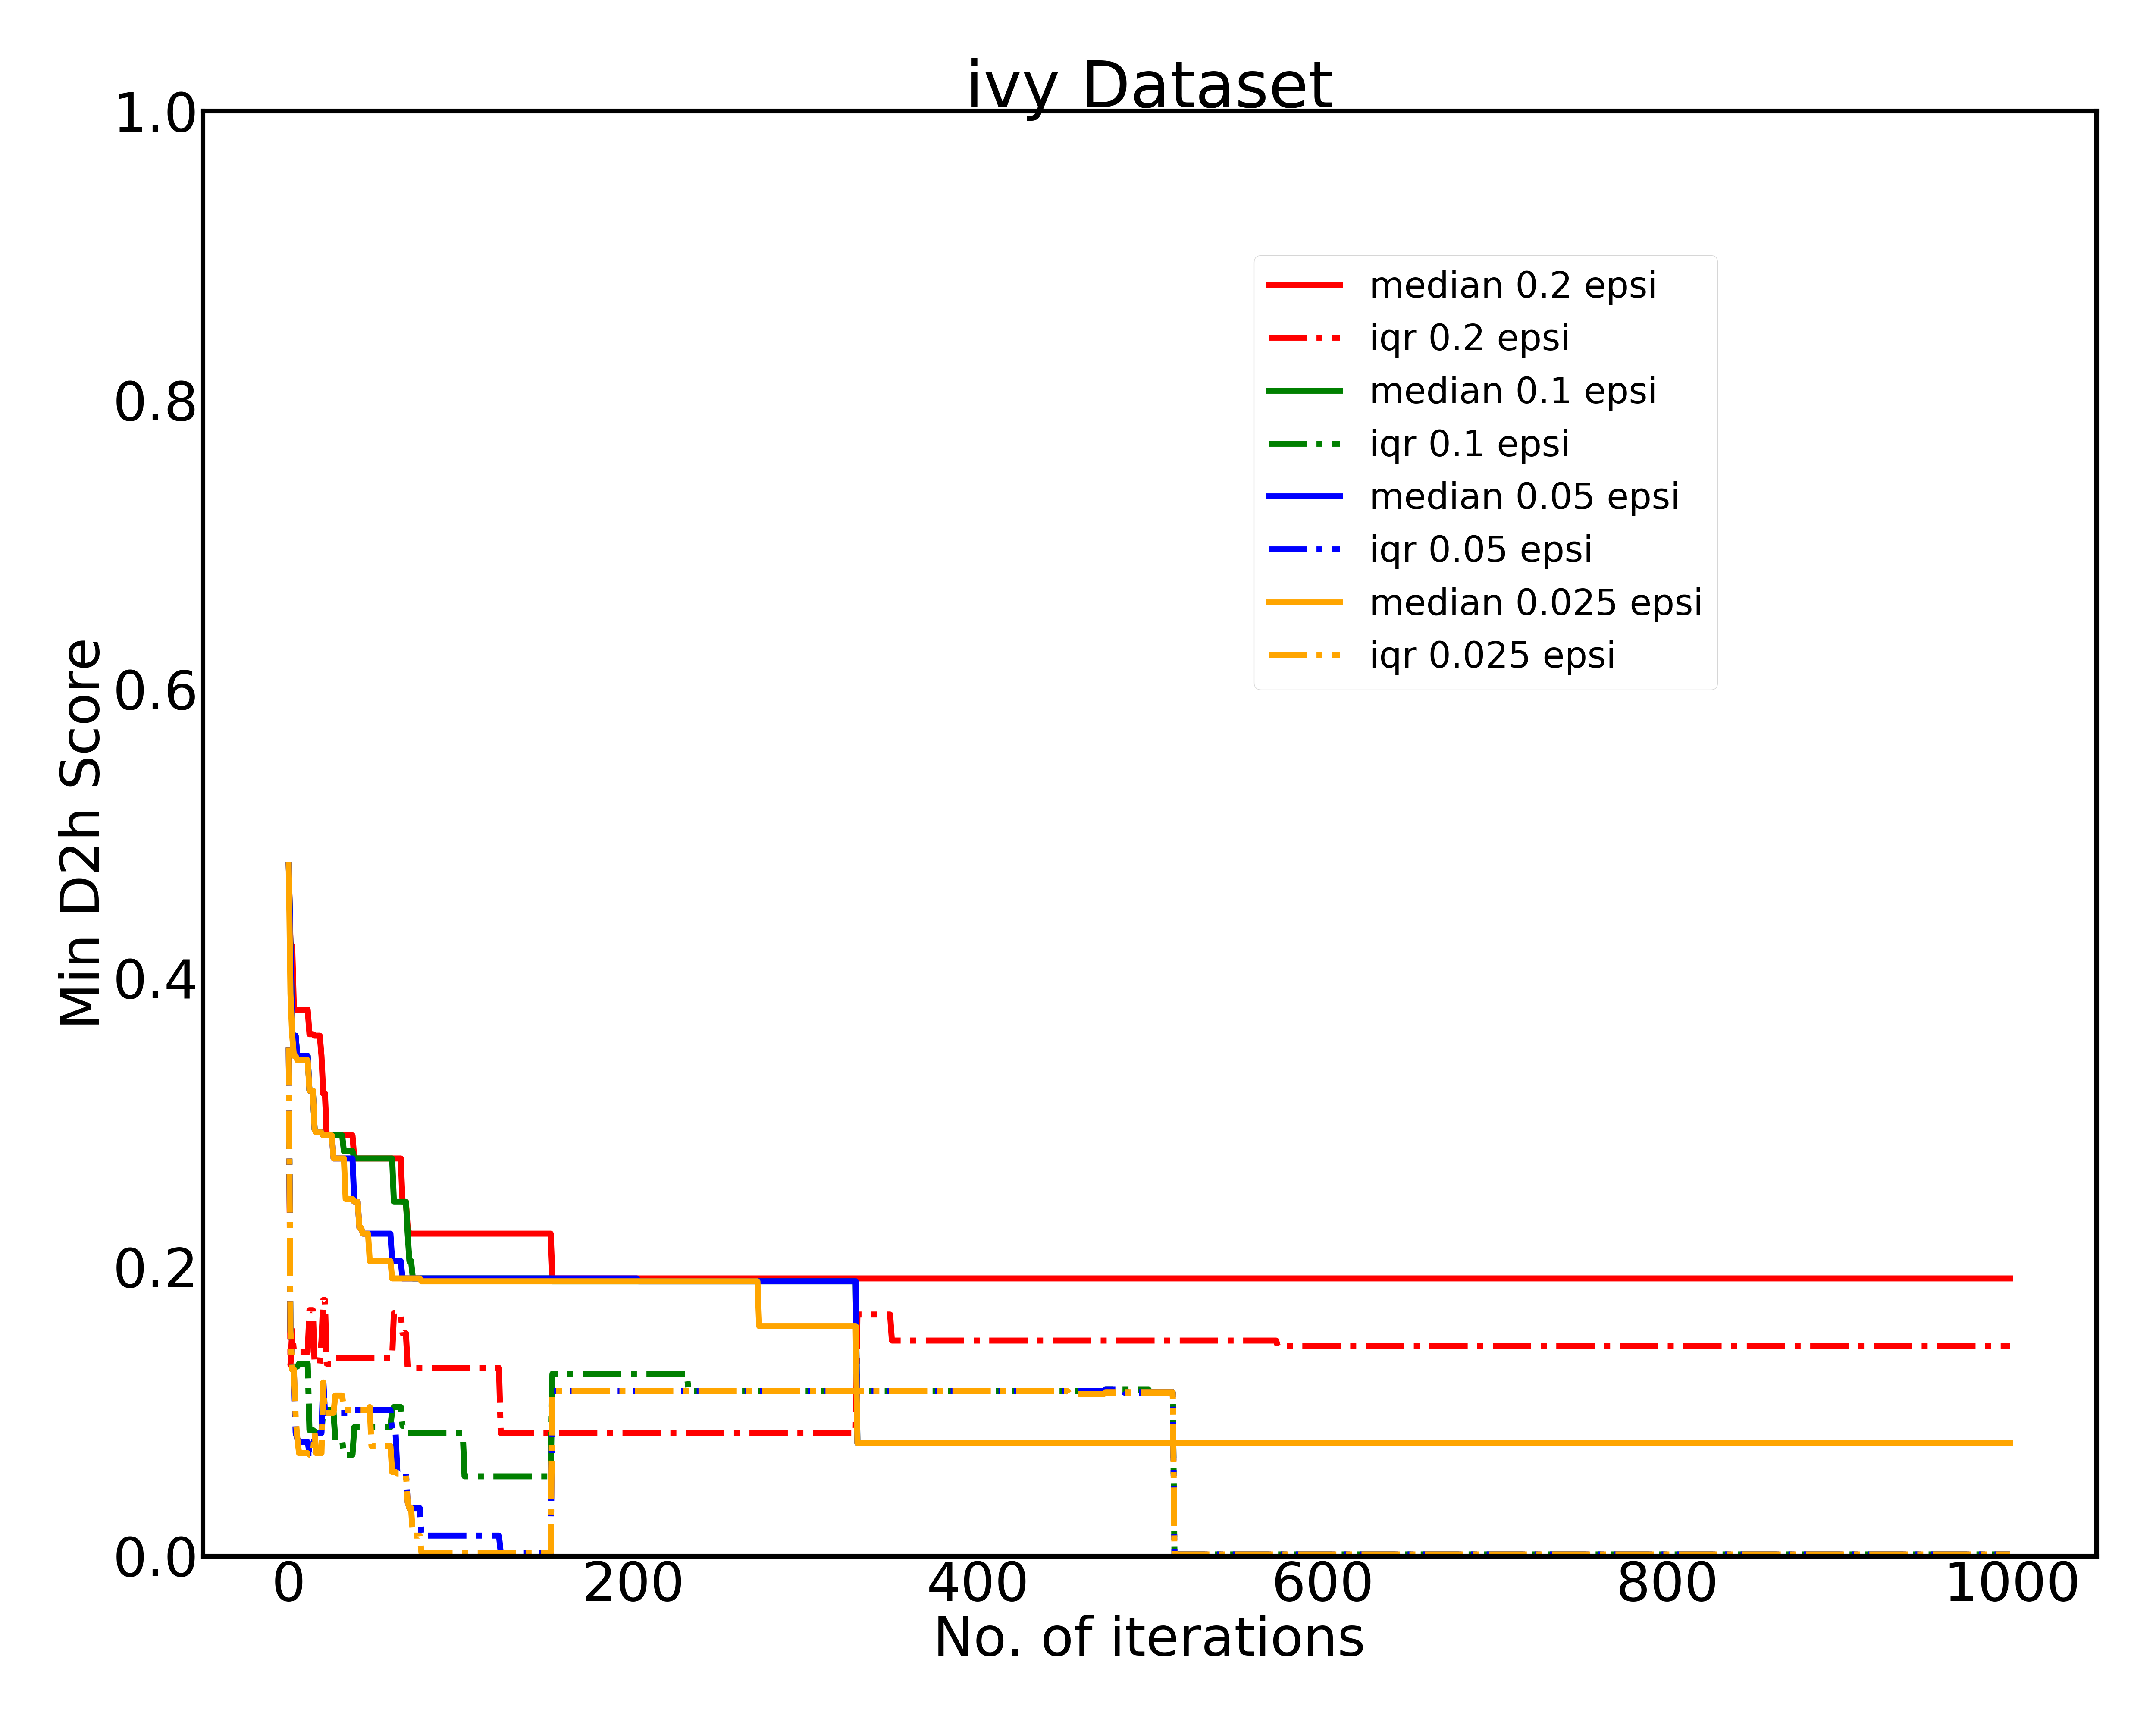 ivy Dataset
1.0
0.8
0.6
0.4
0.2
0.0
Min D2h Score
median 0.2 epsi
iqr 0.2 epsi
median 0.1 epsi
iqr 0.1 epsi
median 0.05 epsi
iqr 0.05 epsi
median 0.025 epsi
iqr 0.025 epsi
0 200 400 600 800 1000
No. of iterations